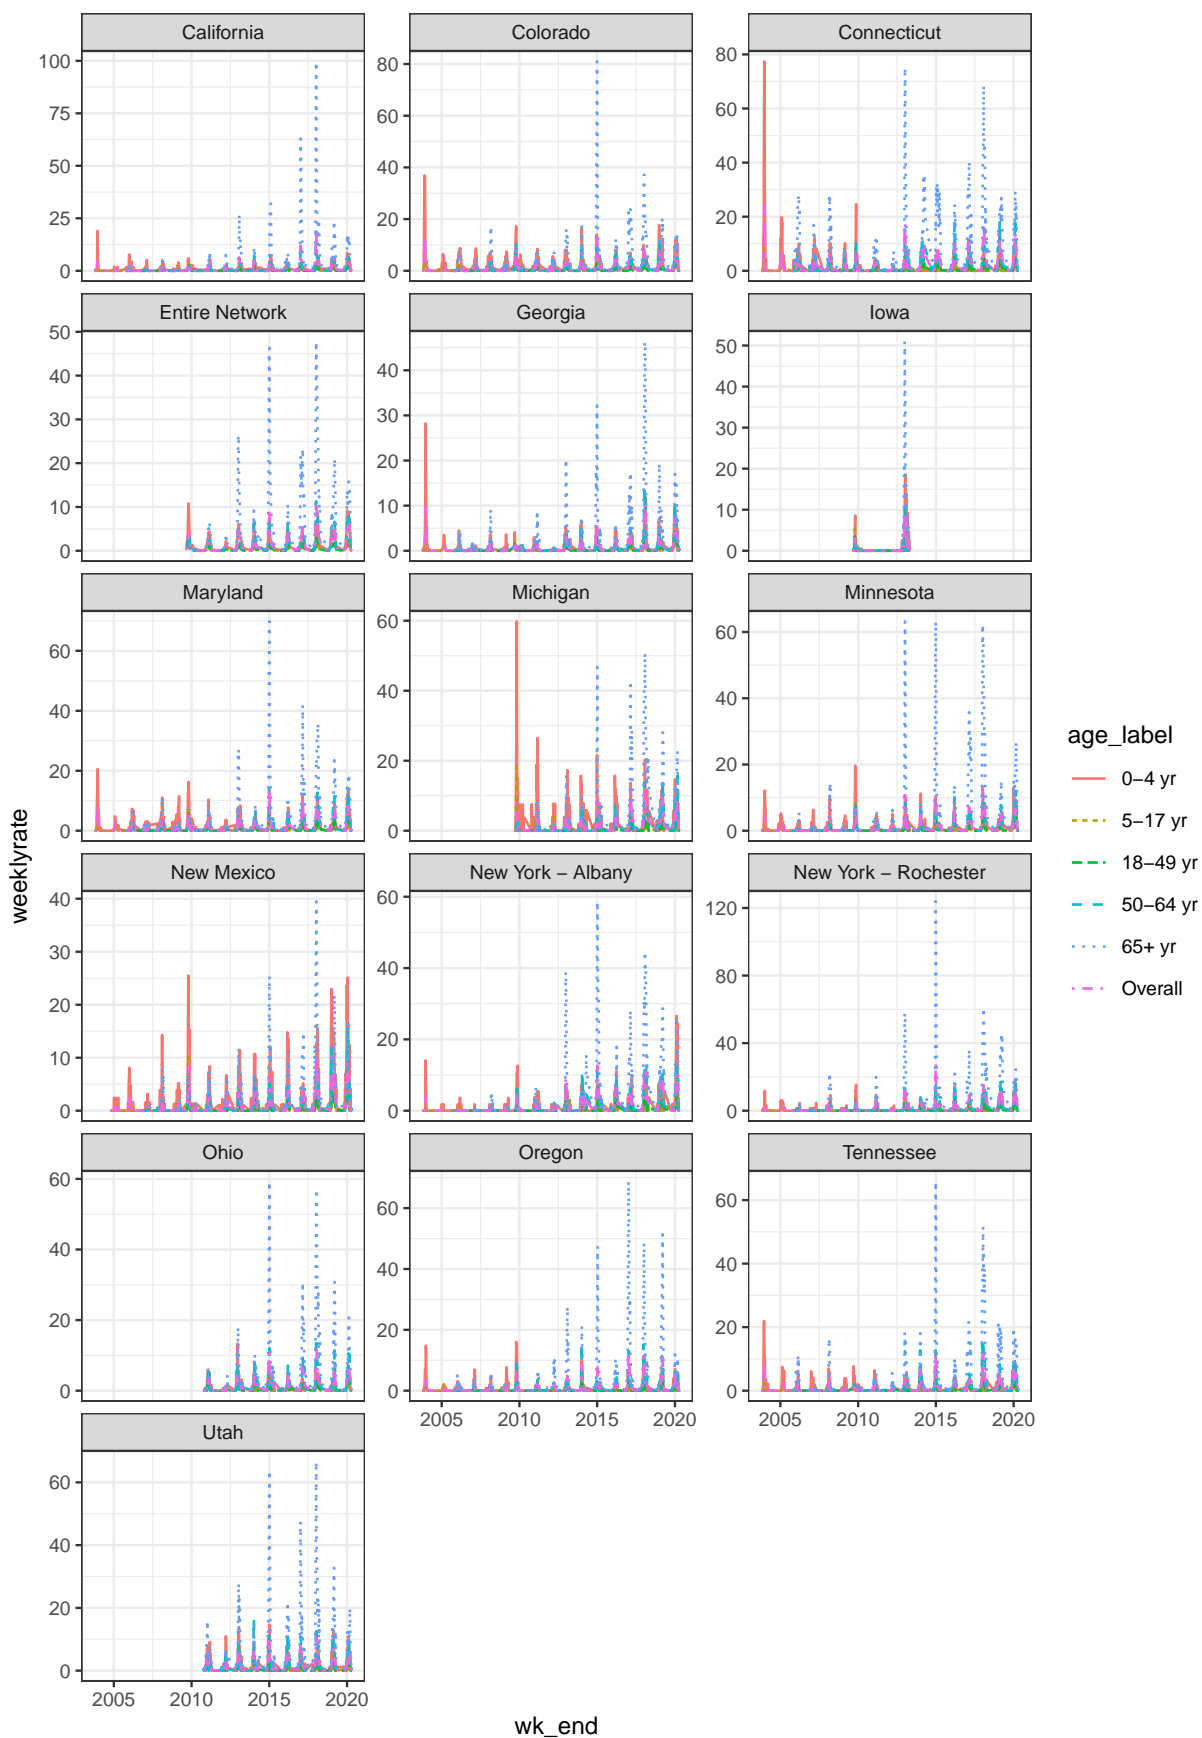 California
Colorado
Connecticut
100
75
50
25
0
80
60
40
20
0
80
60
40
20
0
Entire Network
Georgia
Iowa
50
40
30
20
10
0
40
30
20
10
0
50
40
30
20
10
0
Maryland
Michigan
Minnesota
60
40
20
0
60
40
20
0
60
40
20
0
New Mexico
New York − Albany
New York − Rochester
40
30
20
10
0
60
40
20
0
120
80
40
0
Ohio
Oregon
Tennessee
60
40
20
0
60
40
20
0
60
40
20
0
2005 2010 2015 2020
2005 2010 2015 2020
Utah
60
40
20
0
2005 2010 2015 2020
wk_end
weeklyrate
age_label
0−4 yr
5−17 yr
18−49 yr
50−64 yr
65+ yr
Overall